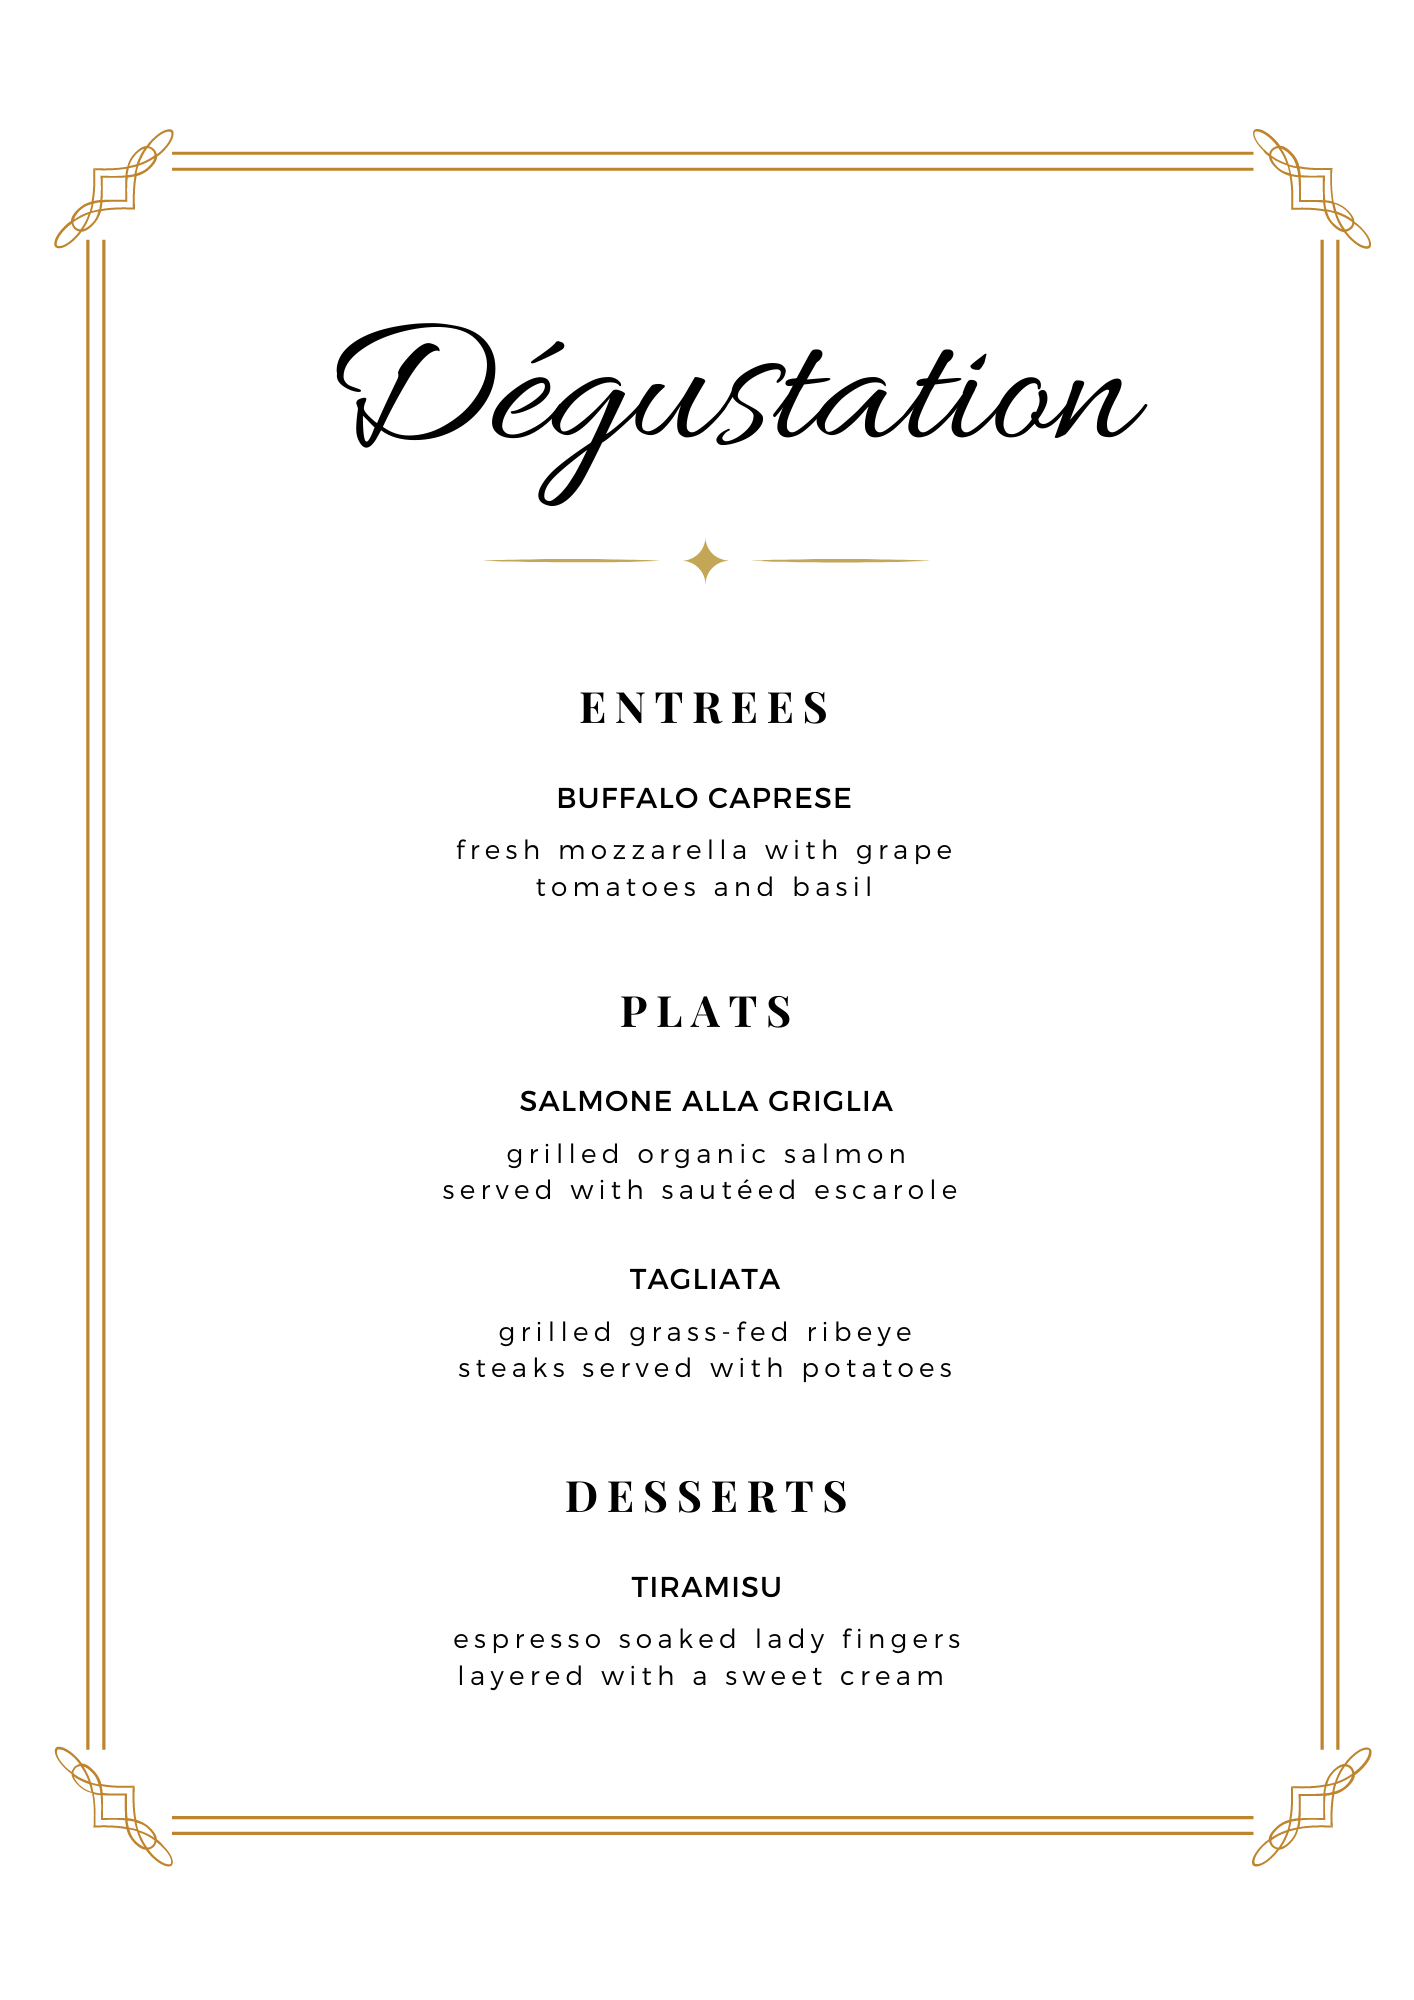 Dégustation
ENTREES
BUFFALO CAPRESE
fresh mozzarella with grape
tomatoes and basil
PLATS
SALMONE ALLA GRIGLIA
grilled organic salmon
served with sautéed escarole
TAGLIATA
grilled grass-fed ribeye
steaks served with potatoes
DESSERTS
TIRAMISU
espresso soaked lady fingers
layered with a sweet cream